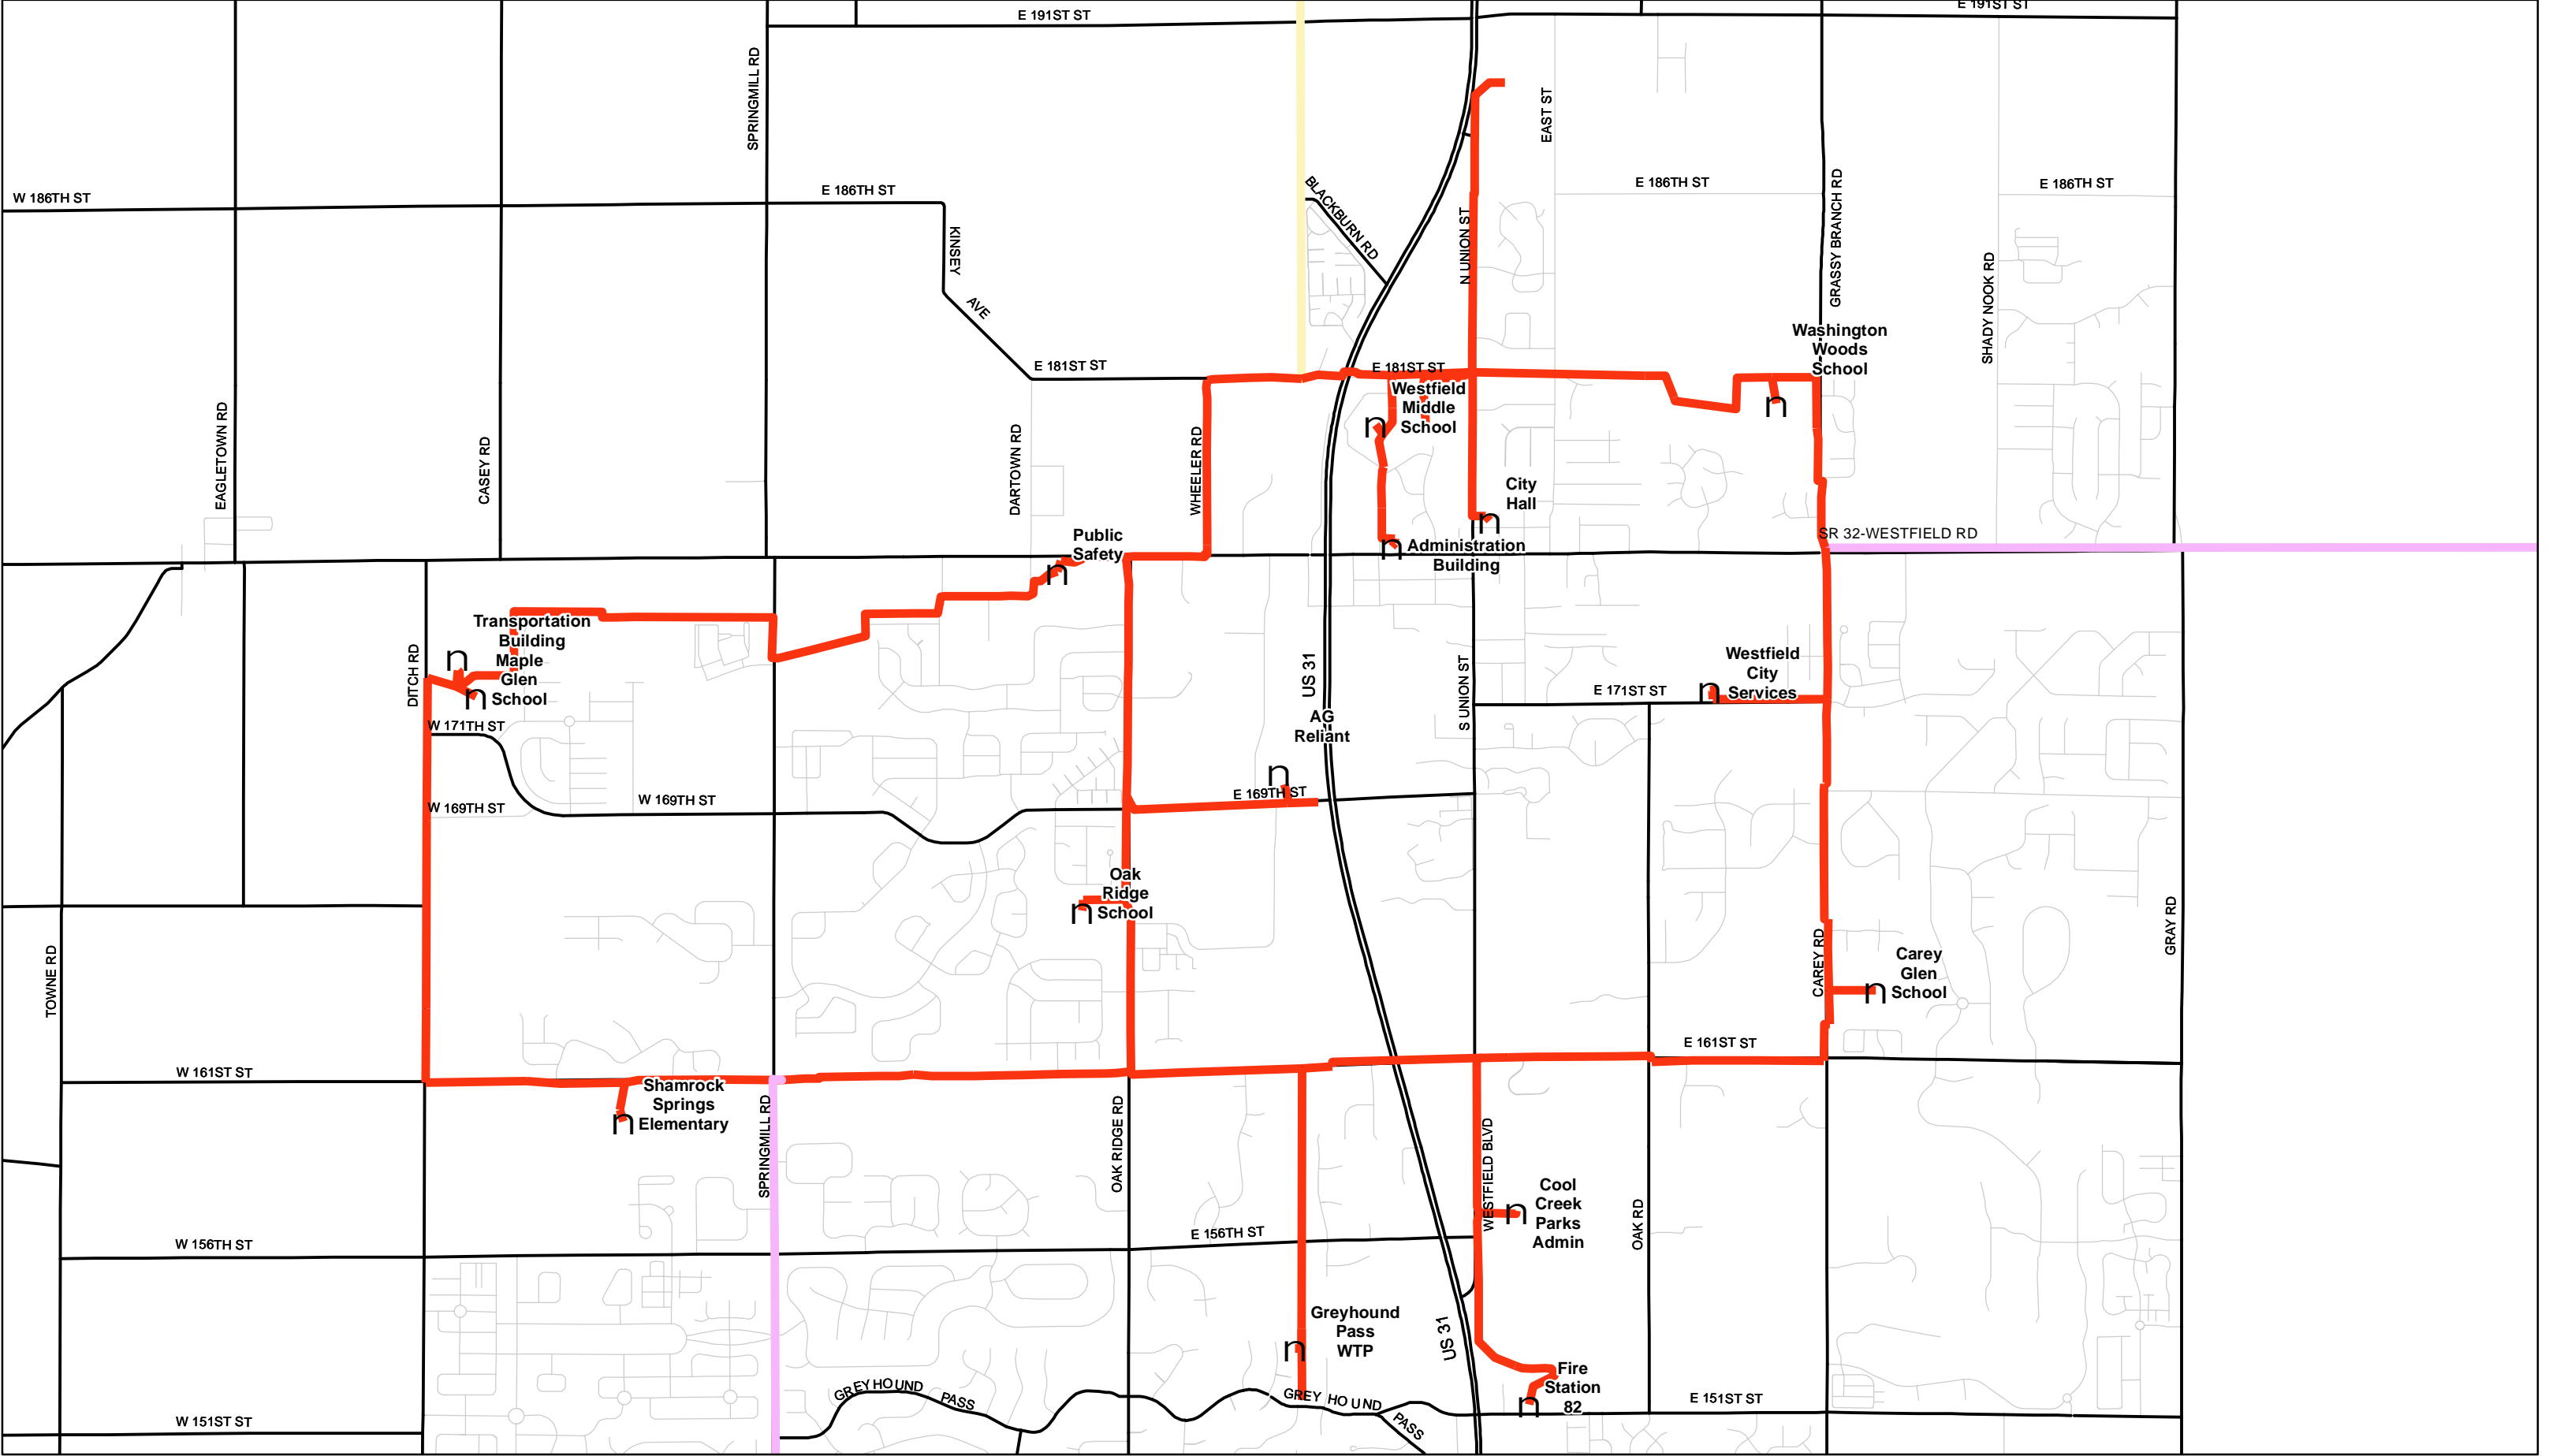 E 191ST ST
E 191ST ST
SPRINGMILL RD
EAST ST
W 186TH ST
E 186TH ST
E 186TH ST
E 186TH ST
BLACKBURN RD
KINSEY
AVE
N UNION ST
GRASSY BRANCH RD
SHADY NOOK RD
Washington
Woods
School
n
E 181ST ST
E 181ST ST
Westfield
Middle
School
n
EAGLETOWN RD
CASEY RD
DARTOWN RD
WHEELER RD
City
Hall
n
Public
Safety
n
Administration
Building
n
SR 32-WESTFIELD RD
Transportation
Building
n
Maple
Glen
School
n
DITCH RD
W 171TH ST
US 31
S UNION ST
E 171ST ST
Westfield
City
Services
n
AG
Reliant
n
W 169TH ST
W 169TH ST
E 169TH ST
Oak
Ridge
School
n
TOWNE RD
CAREY RD
Carey
Glen
School
n
GRAY RD
W 161ST ST
E 161ST ST
Shamrock
Springs
Elementary
n
SPRINGMILL RD
OAK RIDGE RD
WESTFIELD BLVD
Cool
Creek
Parks
Admin
n
OAK RD
W 156TH ST
E 156TH ST
Greyhound
Pass
WTP
n
US 31
Fire
Station
82
n
GREYHOUND
PASS
GREY HOUND
PASS
W 151ST ST
E 151ST ST